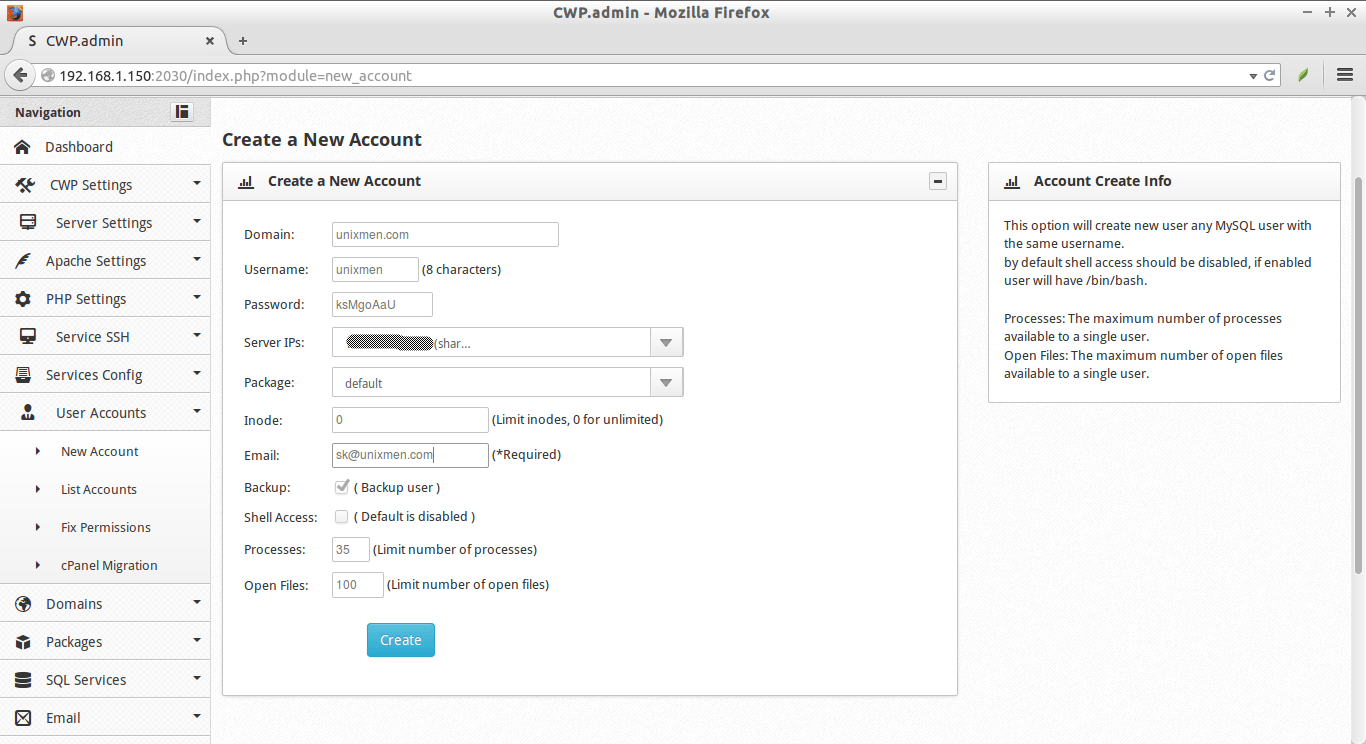 CWP.admin - Mozilla Firefox
S CWP.admin
192.168.1.150:2030/index.php?module=new_account
Navigation
Dashboard
CWP Settings
Server Settings
Apache Settings
PHP Settings
Service SSH
Services Config
User Accounts
New Account
List Accounts
Fix Permissions
cPanel Migration
Domains
Packages
SQL Services
Email
Create a New Account
Create a New Account
Domain: unixmen.com
Username: unixmen (8 characters)
Password: ksMgoAaU
Server IPs: (shar...
Package: default
Inode: 0 (Limit inodes, 0 for unlimited)
Email: sk@unixmen.com (*Required)
Backup: ( Backup user )
Shell Access: ( Default is disabled )
Processes: 35 (Limit number of processes)
Open Files: 100 (Limit number of open files)
Create
Account Create Info
This option will create new user any MySQL user with
the same username.
by default shell access should be disabled, if enabled
user will have /bin/bash.
Processes: The maximum number of processes
available to a single user.
Open Files: The maximum number of open files
available to a single user.